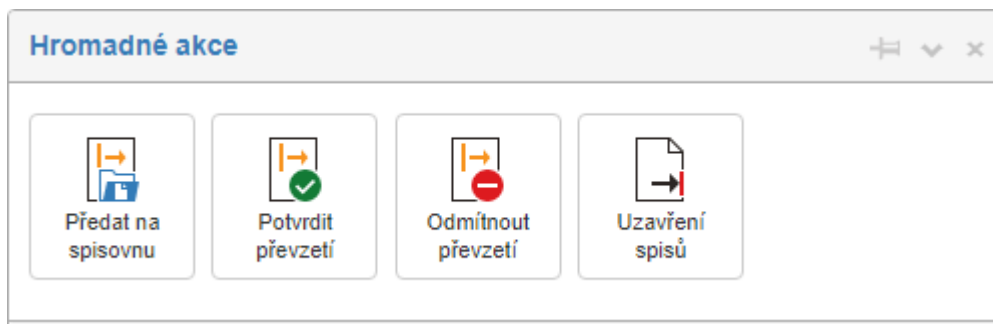 Hromadné akce
Předat na
spisovnu
Potvrdit
převzetí
Odmítnout
převzetí
Uzavření
spisů